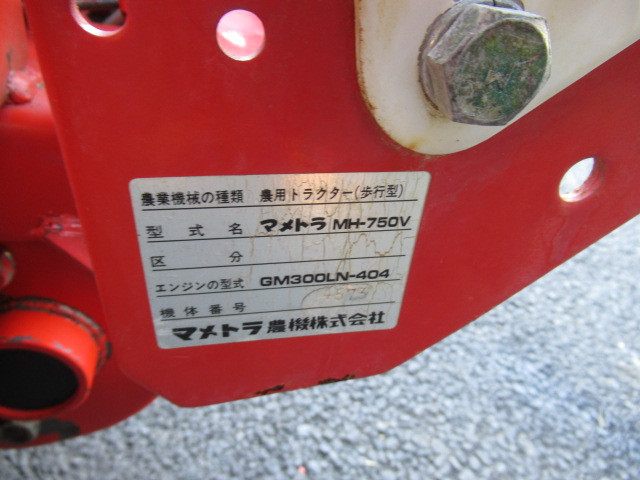 農業機械の種類 農用トラクター(歩行型)
型式名 マメトラ MH-750V
区分
エンジンの型式 GM300LN-404
機体番号
マメトラ農機株式会社